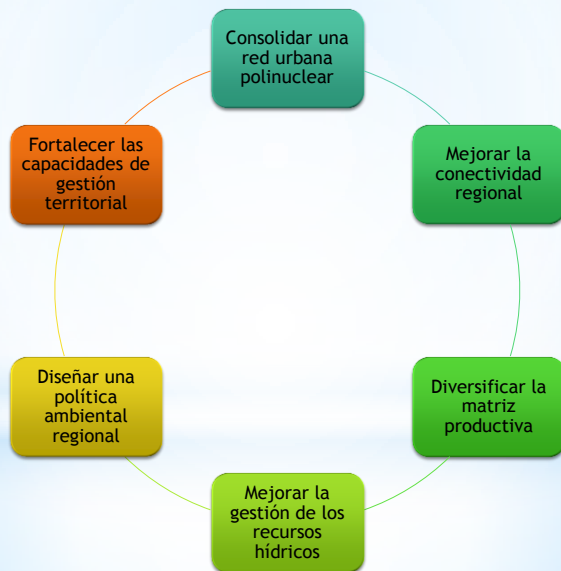 Consolidar una
red urbana
polinuclear
Mejorar la
conectividad
regional
Diversificar la
matriz
productiva
Mejorar la
gestión de los
recursos
hídricos
Diseñar una
política
ambiental
regional
Fortalecer las
capacidades de
gestión
territorial